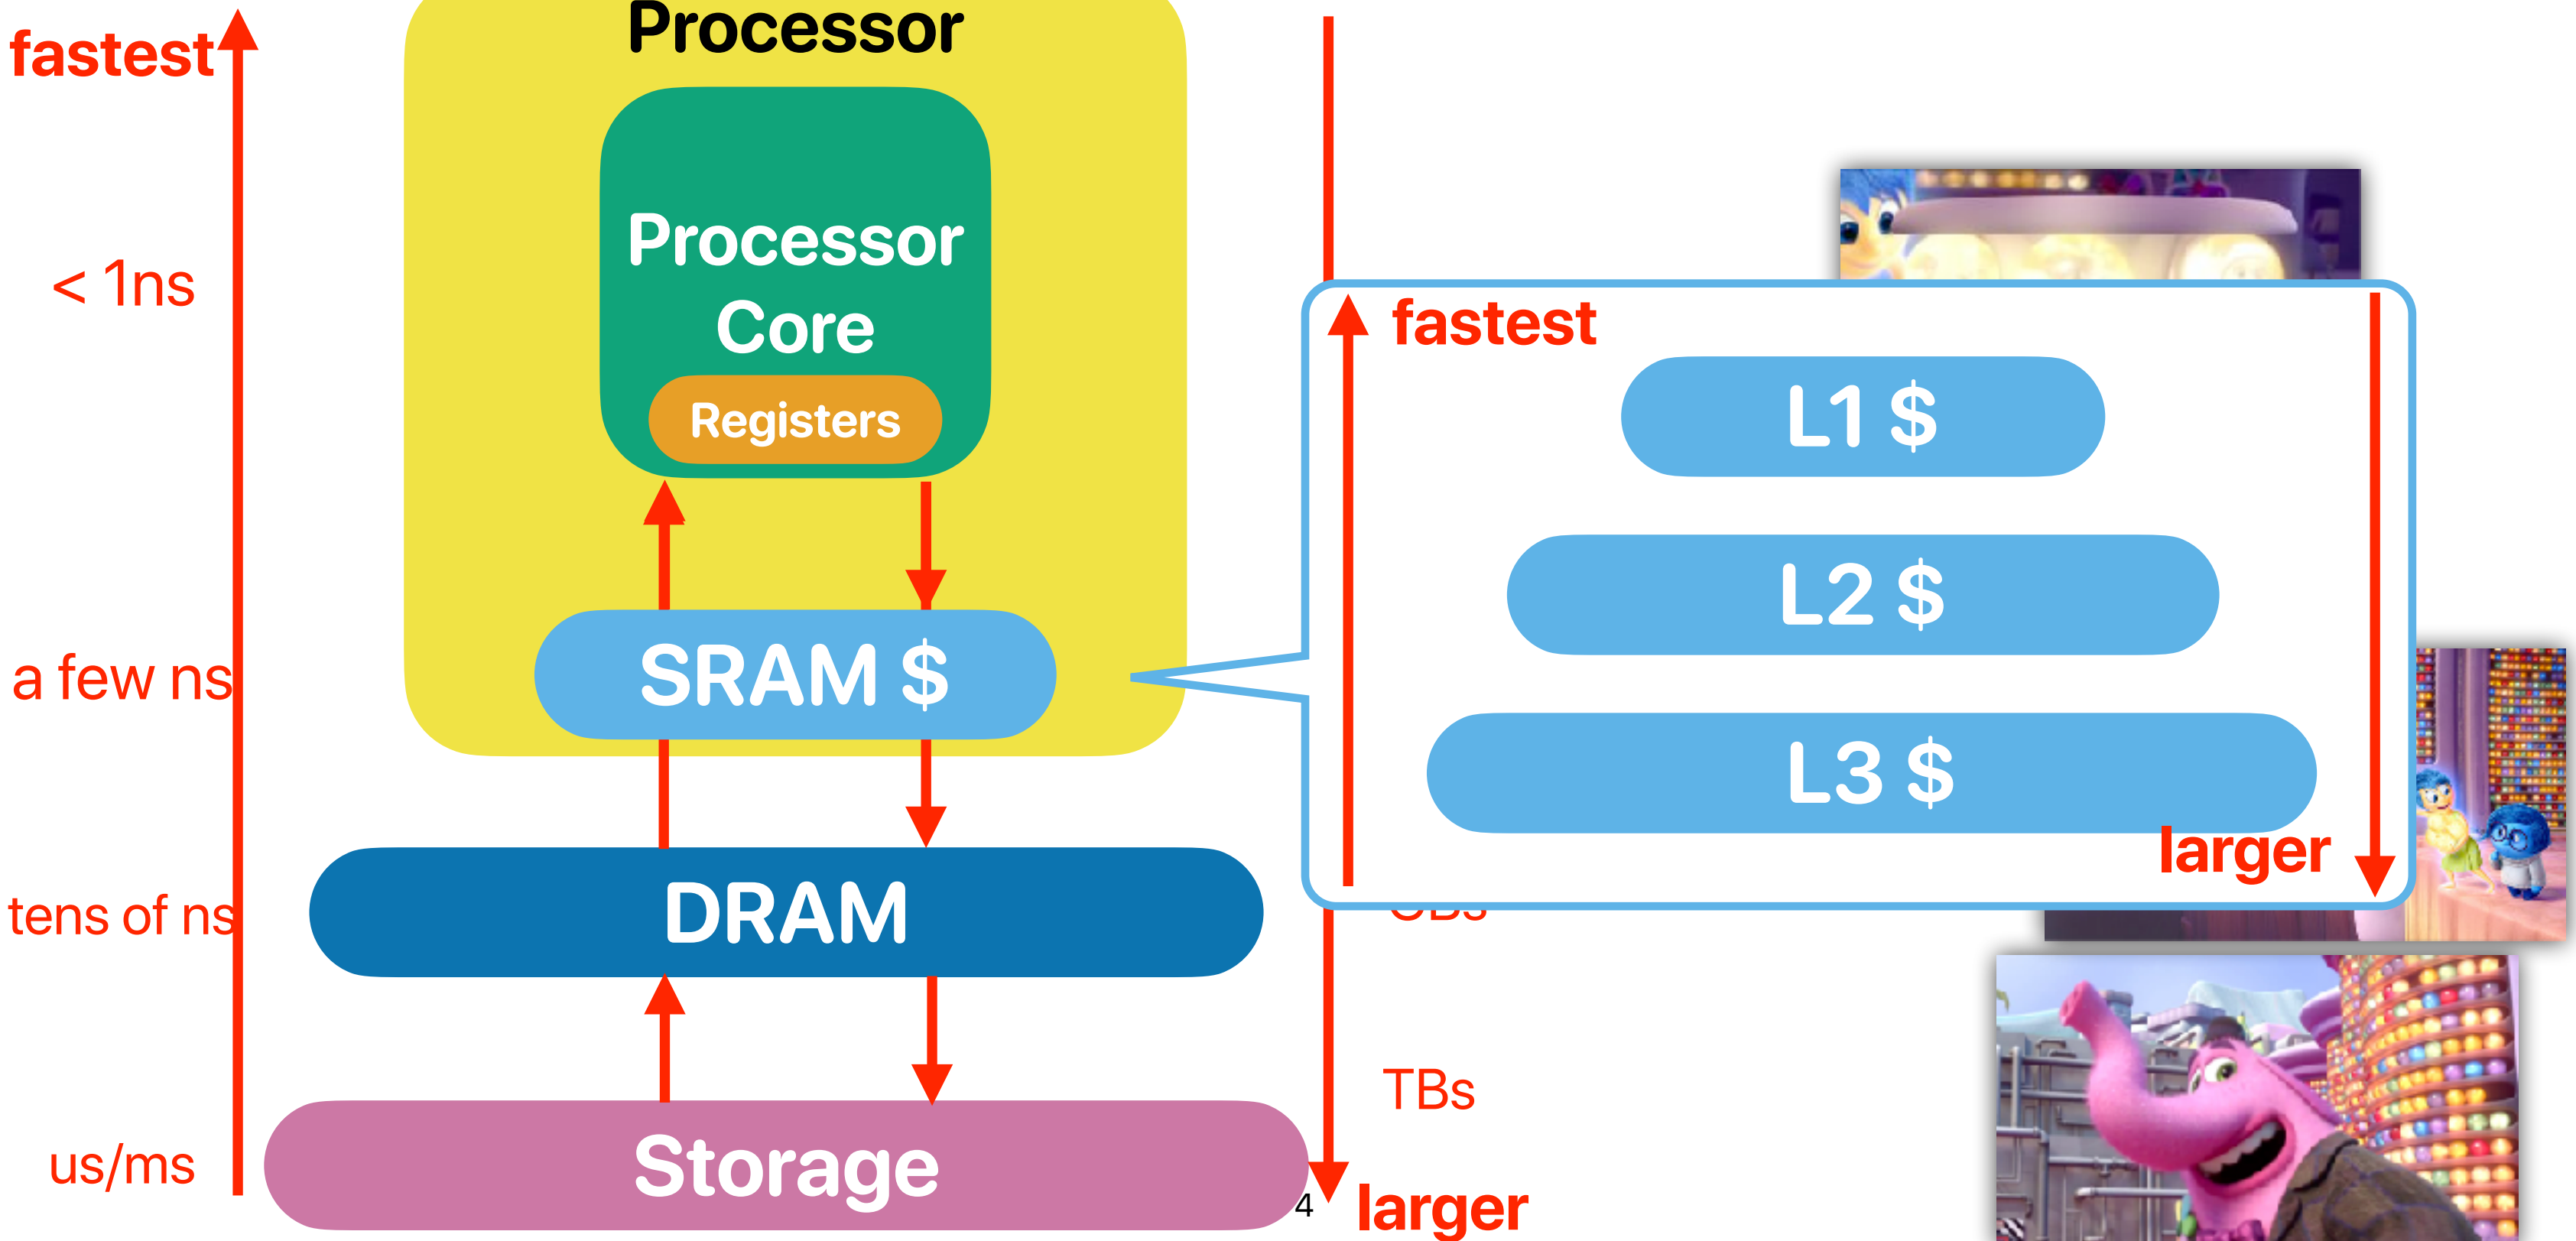 Processor
fastest
Processor
Core
< 1ns
Registers
fastest
L1 $
L2 $
SRAM $
a few ns
L3 $
larger
DRAM
tens of ns
TBs
Storage
us/ms
4
larger